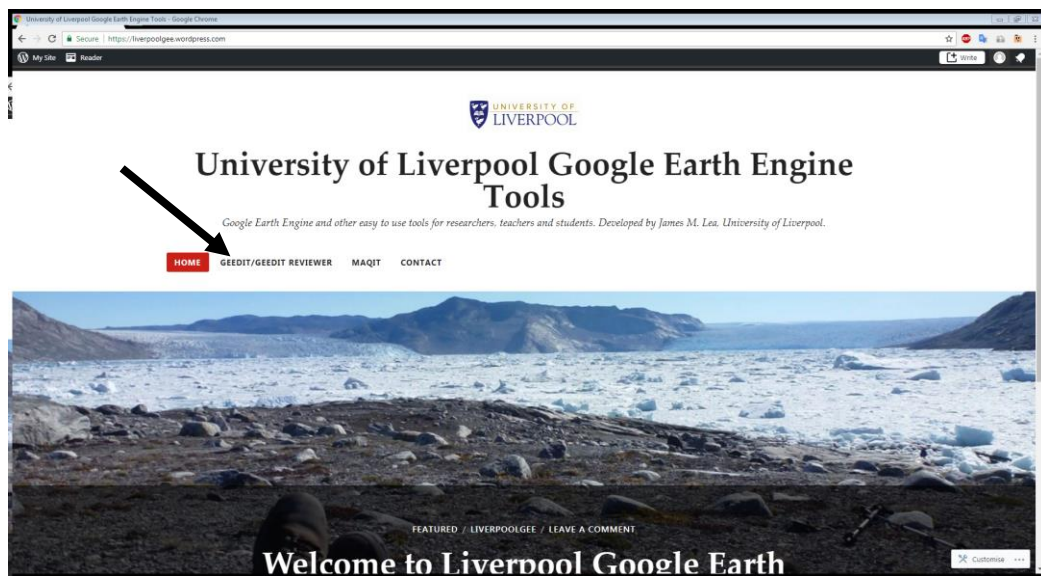 University of Liverpool Google Earth Engine Tools - Google Chrome
Secure | https://liverpoolgee.wordpress.com
My Site Reader Write
UNIVERSITY OF
LIVERPOOL
University of Liverpool Google Earth Engine
Tools
Google Earth Engine and other easy to use tools for researchers, teachers and students. Developed by James M. Lea, University of Liverpool.
HOME GEEDIT/GEEDIT REVIEWER MAQIT CONTACT
FEATURED / LIVERPOOLGEE / LEAVE A COMMENT
Welcome to Liverpool Google Earth
Customise